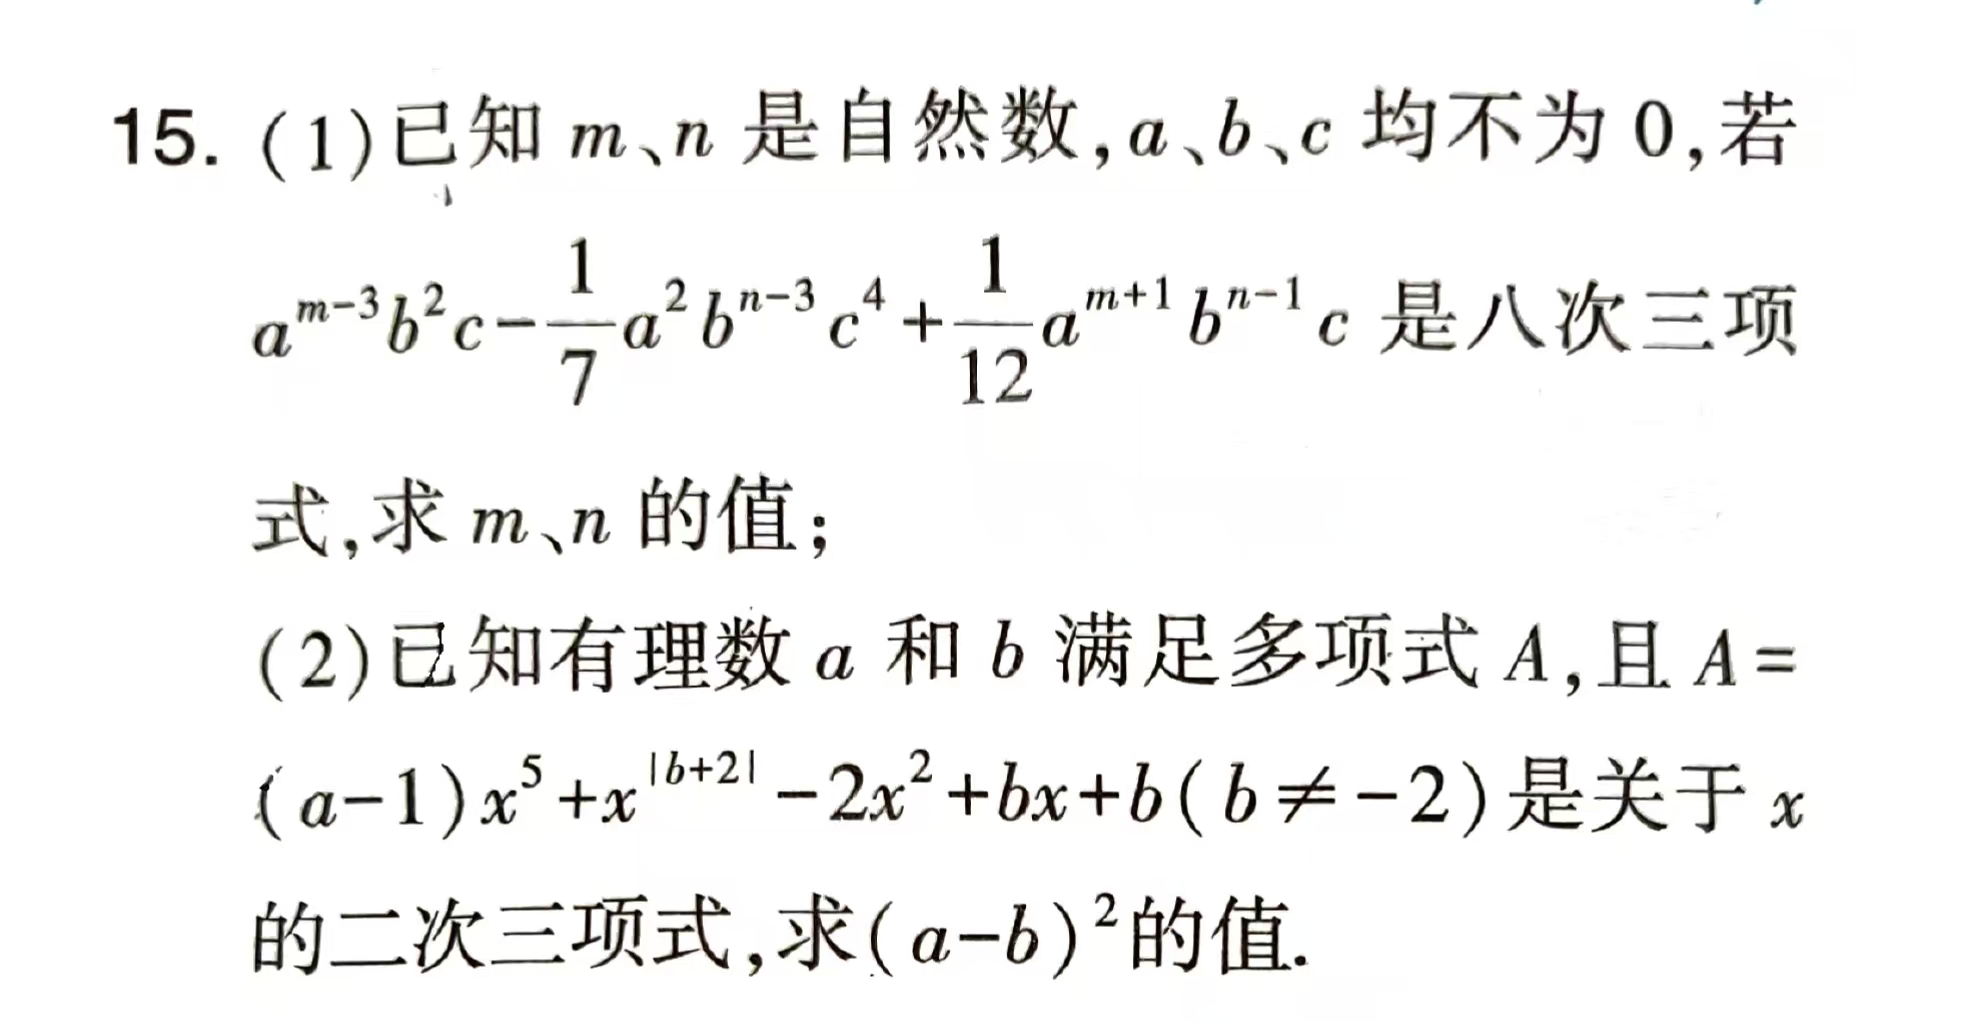 15. (1)已知 m、n 是自然数,a、b、c 均不为 0,若
a^{m-3}b^{2}c-\frac{1}{7}a^{2}b^{n-3}c^{4}+\frac{1}{12}a^{m+1}b^{n-1}c 是八次三项
式,求 m、n 的值;
(2)已知有理数 a 和 b 满足多项式 A,且 A=
(a-1)x^{5}+x^{|b+2|}-2x^{2}+bx+b(b≠-2)是关于 x
的二次三项式,求(a-b)^{2}的值.